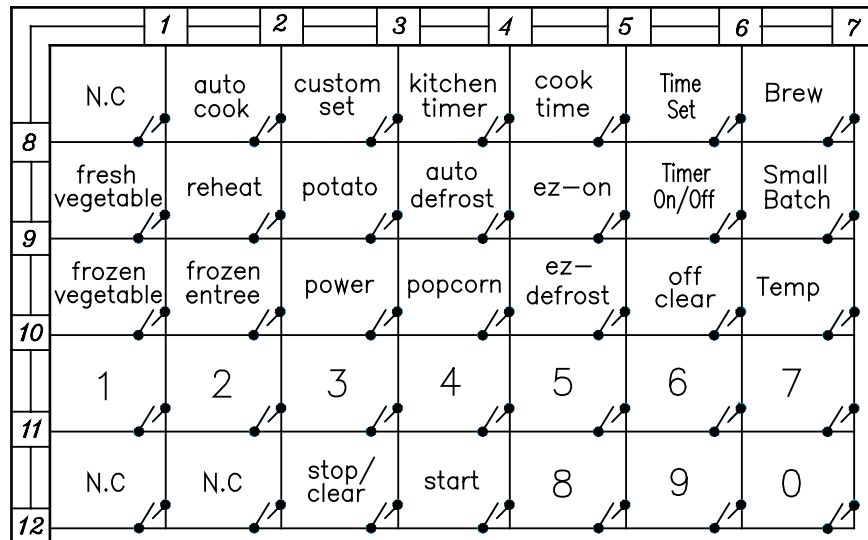 1 2 3 4 5 6 7
N.C auto cook custom set kitchen timer cook time Time Set Brew
8
fresh vegetable reheat potato auto defrost ez-on Timer On/Off Small Batch
9
frozen vegetable frozen entree power popcorn ez-defrost off clear Temp
10
1 2 3 4 5 6 7
11
N.C N.C stop/clear start 8 9 0
12